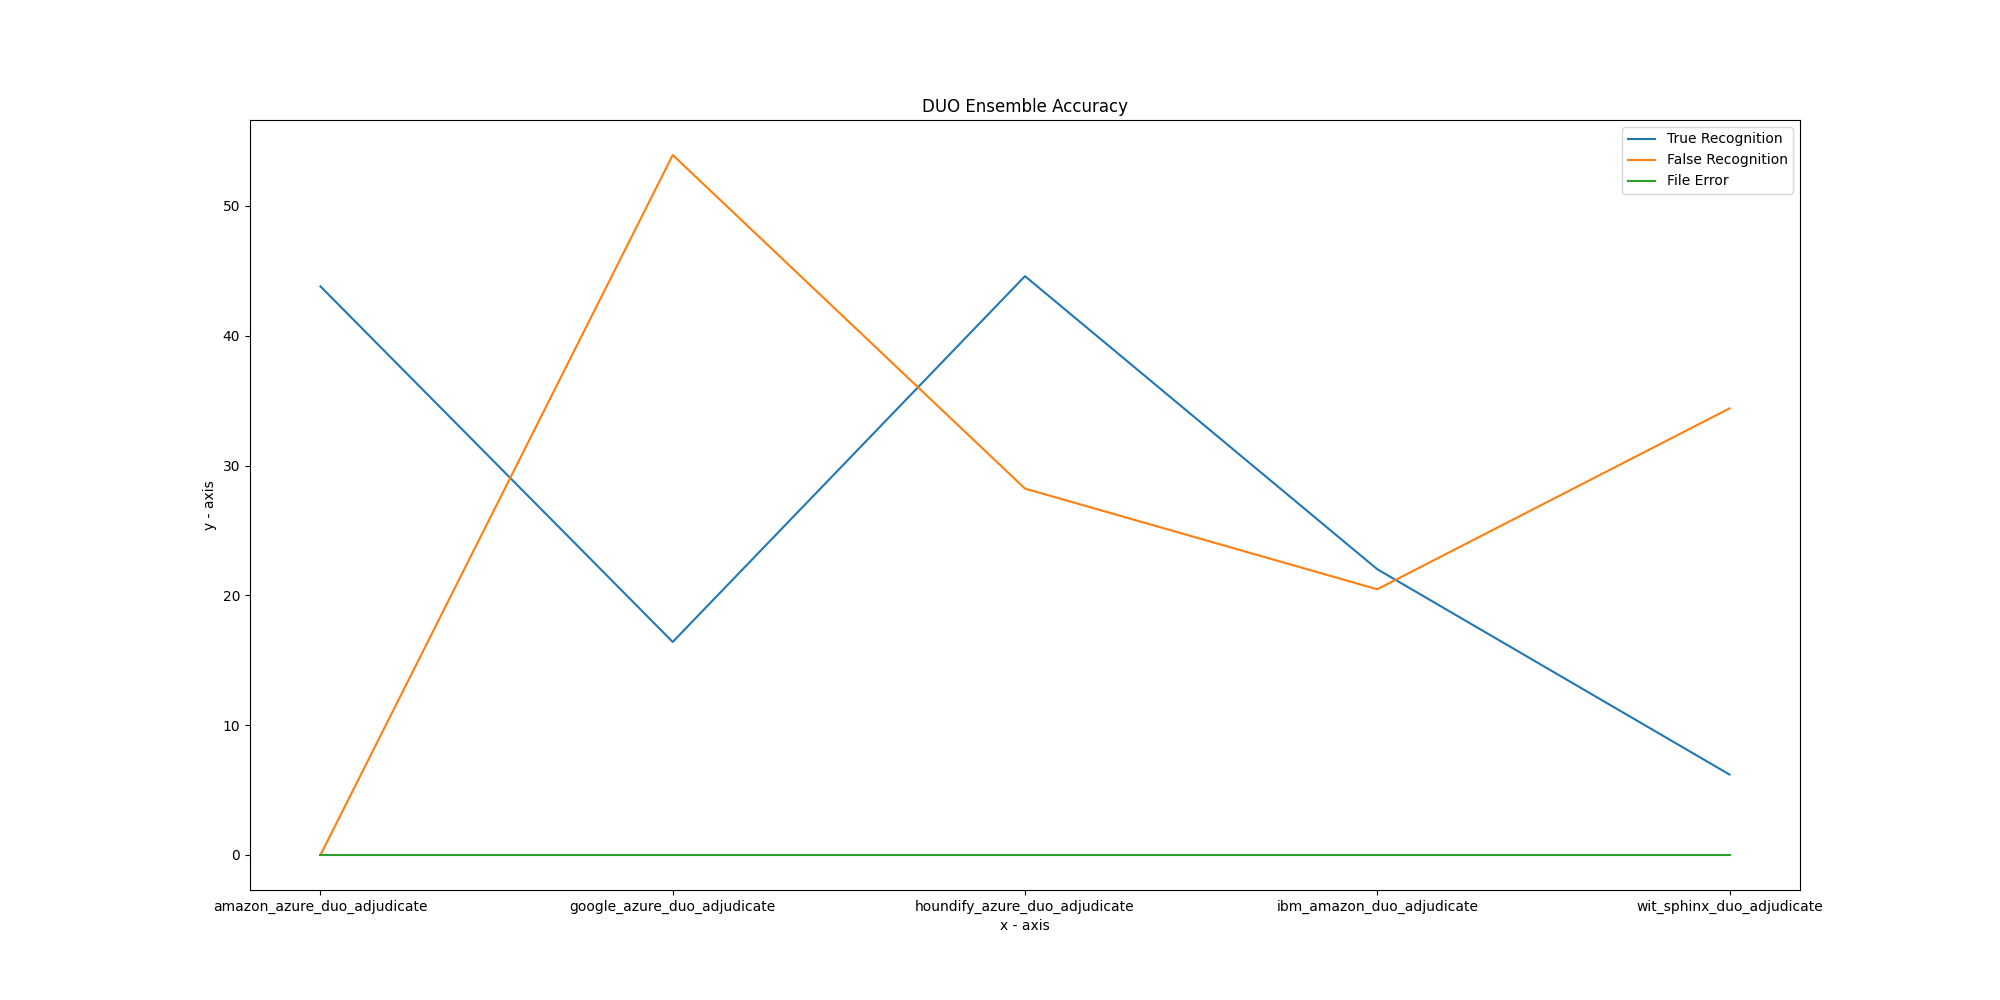 DUO Ensemble Accuracy
True Recognition
False Recognition
File Error
50
40
30
20
10
0
y - axis
amazon_azure_duo_adjudicate google_azure_duo_adjudicate houndify_azure_duo_adjudicate ibm_amazon_duo_adjudicate wit_sphinx_duo_adjudicate
x - axis